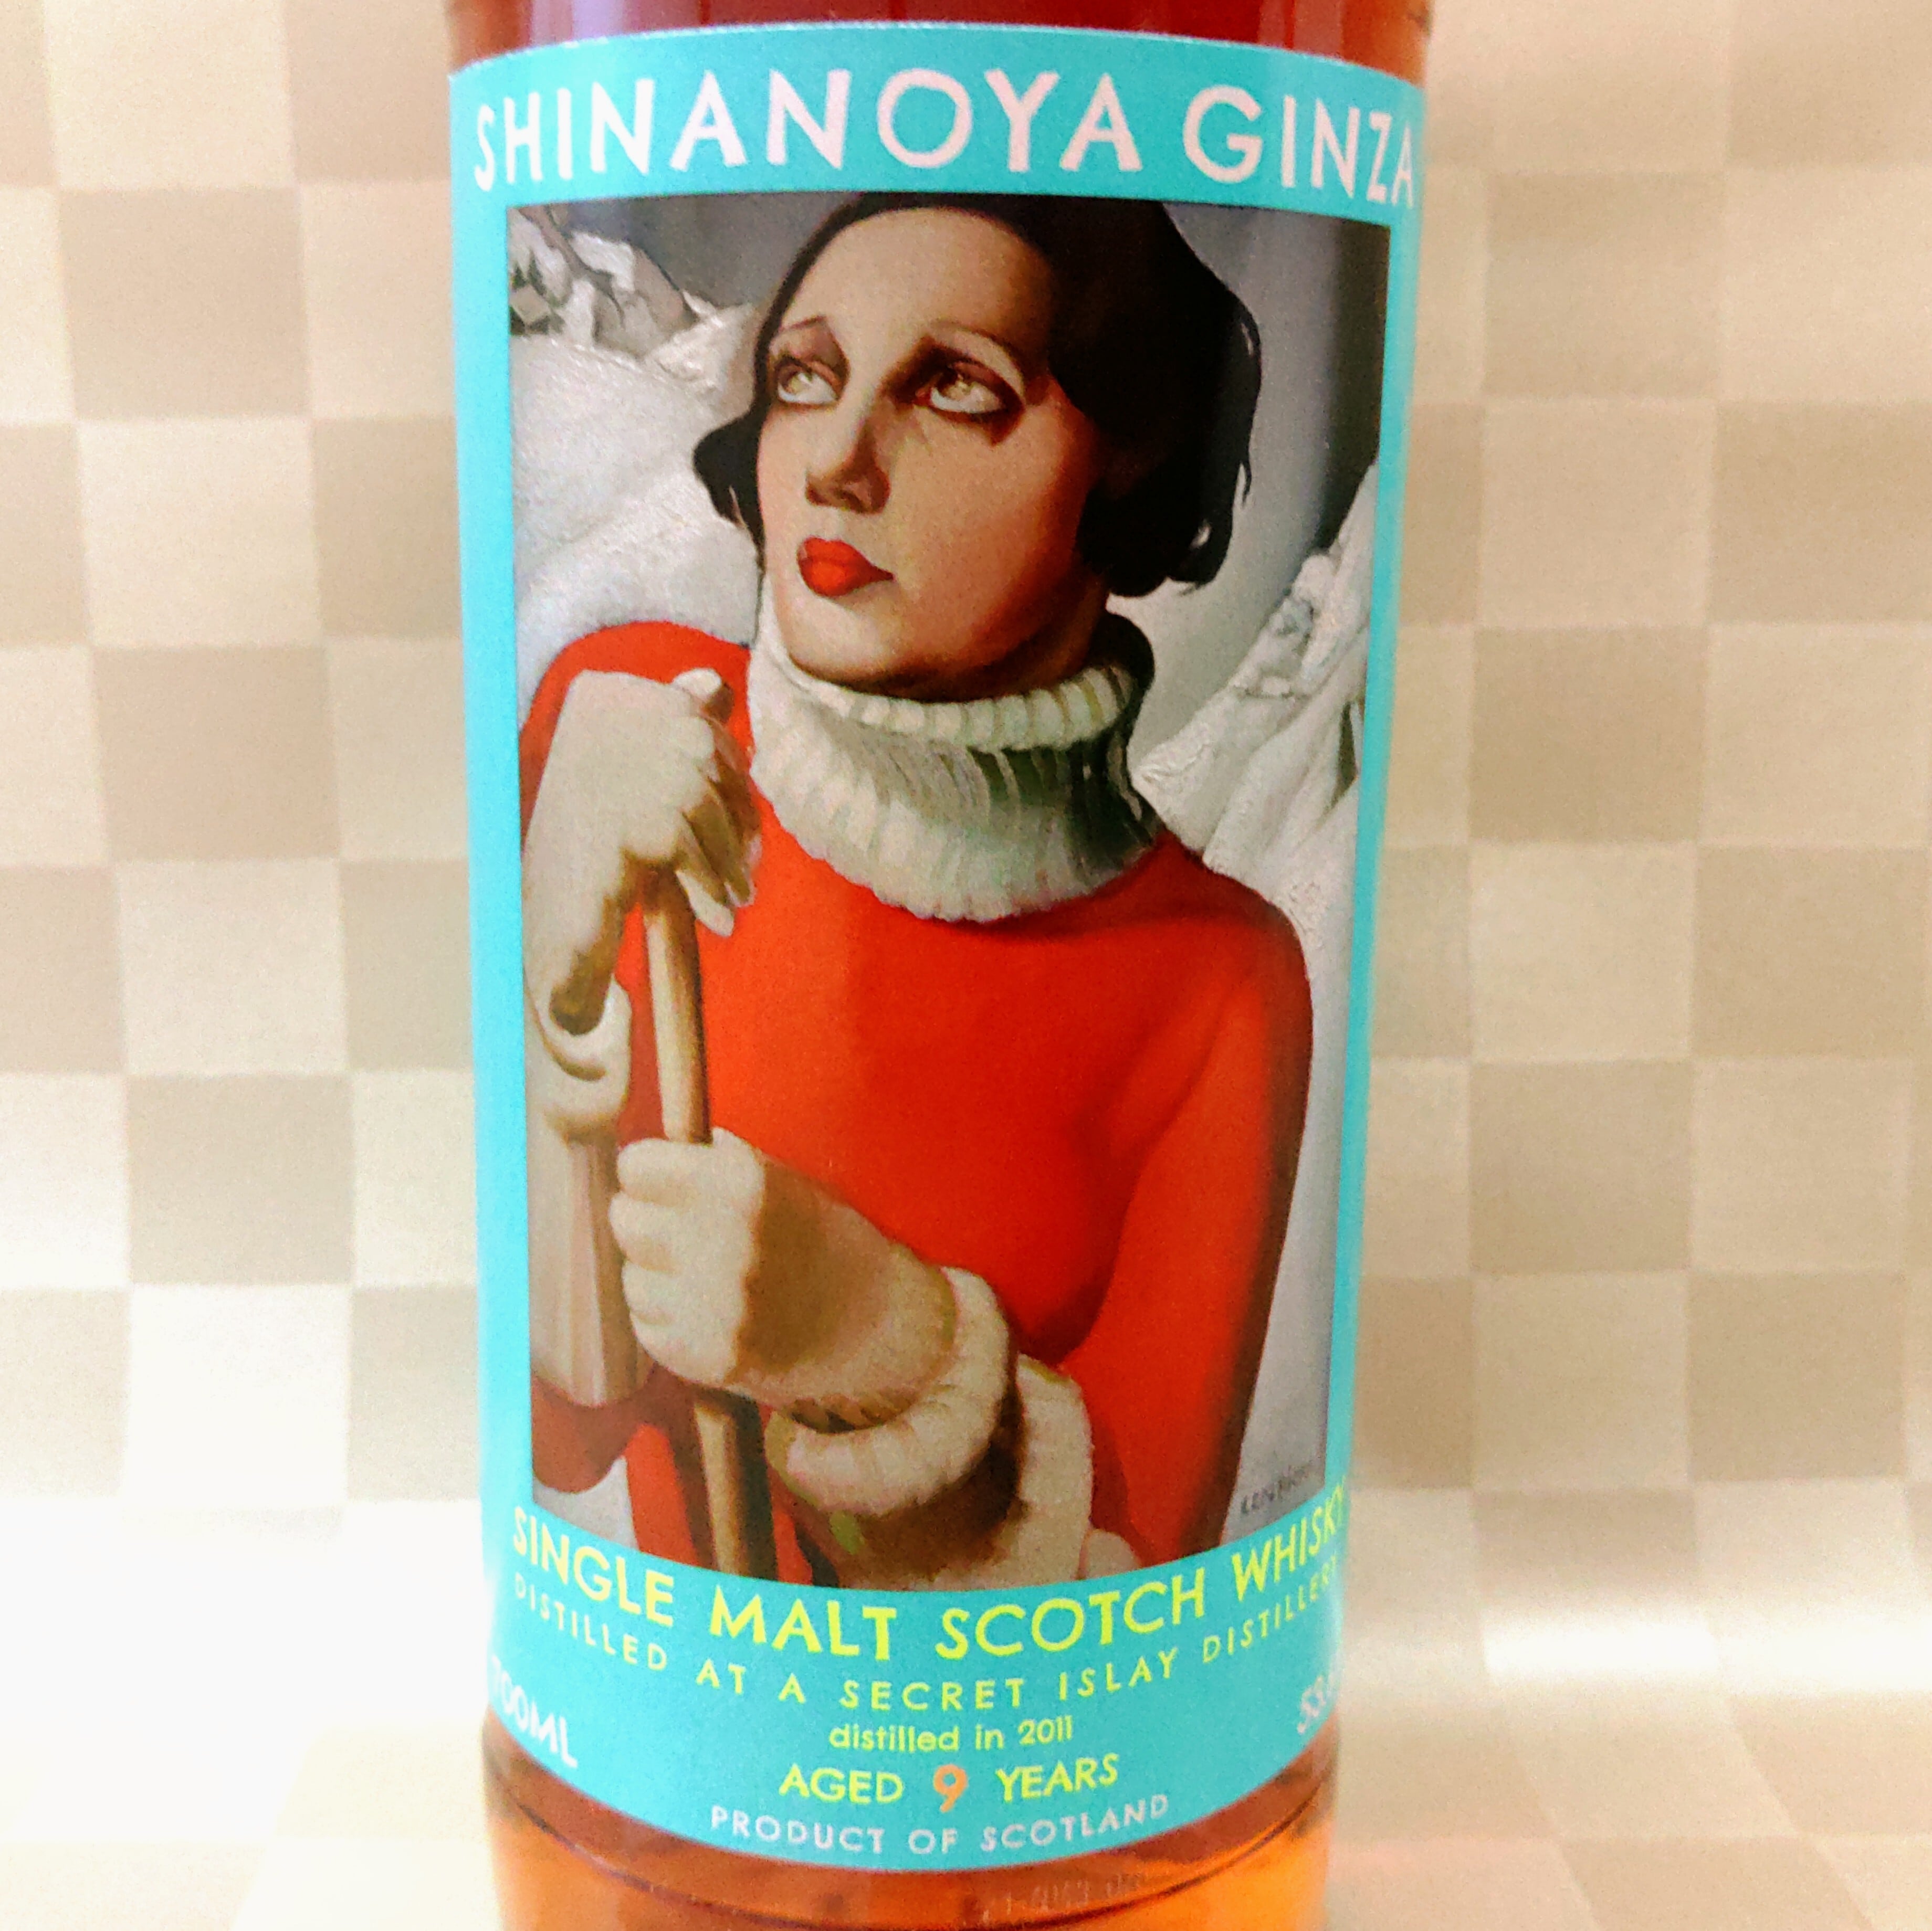 SHINANOYA GINZA
SINGLE MALT SCOTCH WHISKY
DISTILLED AT A SECRET ISLAY DISTILLERY
distilled in 2011
700ML
AGED 9 YEARS
PRODUCT OF SCOTLAND